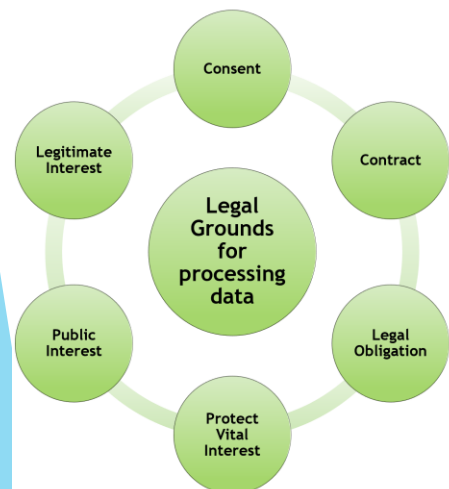 Consent
Contract
Legal
Obligation
Protect
Vital
Interest
Public
Interest
Legitimate
Interest
Legal
Grounds
for
processing
data